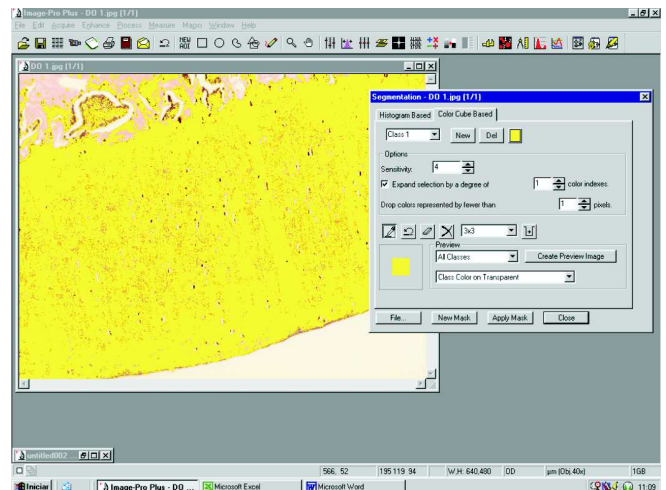 Image-Pro Plus - DO 1.jpg (1/1)
File Edit Acquire Enhance Process Measure Macro Window Help
NEW
AOI
DO 1.jpg (1/1)
Segmentation - DO 1.jpg (1/1)
Histogram Based Color Cube Based
Class 1 New Del
Options
Sensitivity: 4
Expand selection by a degree of 1 color indexes.
Drop colors represented by fewer than 1 pixels.
3x3
Preview
All Classes Create Preview Image
Class Color on Transparent
File... New Mask Apply Mask Close
untitled002
566, 52 195 119 94 W,H: 640,480 OD µm (Obj.40x) 1GB
Iniciar Image-Pro Plus - DO ... Microsoft Excel Microsoft Word 11:09